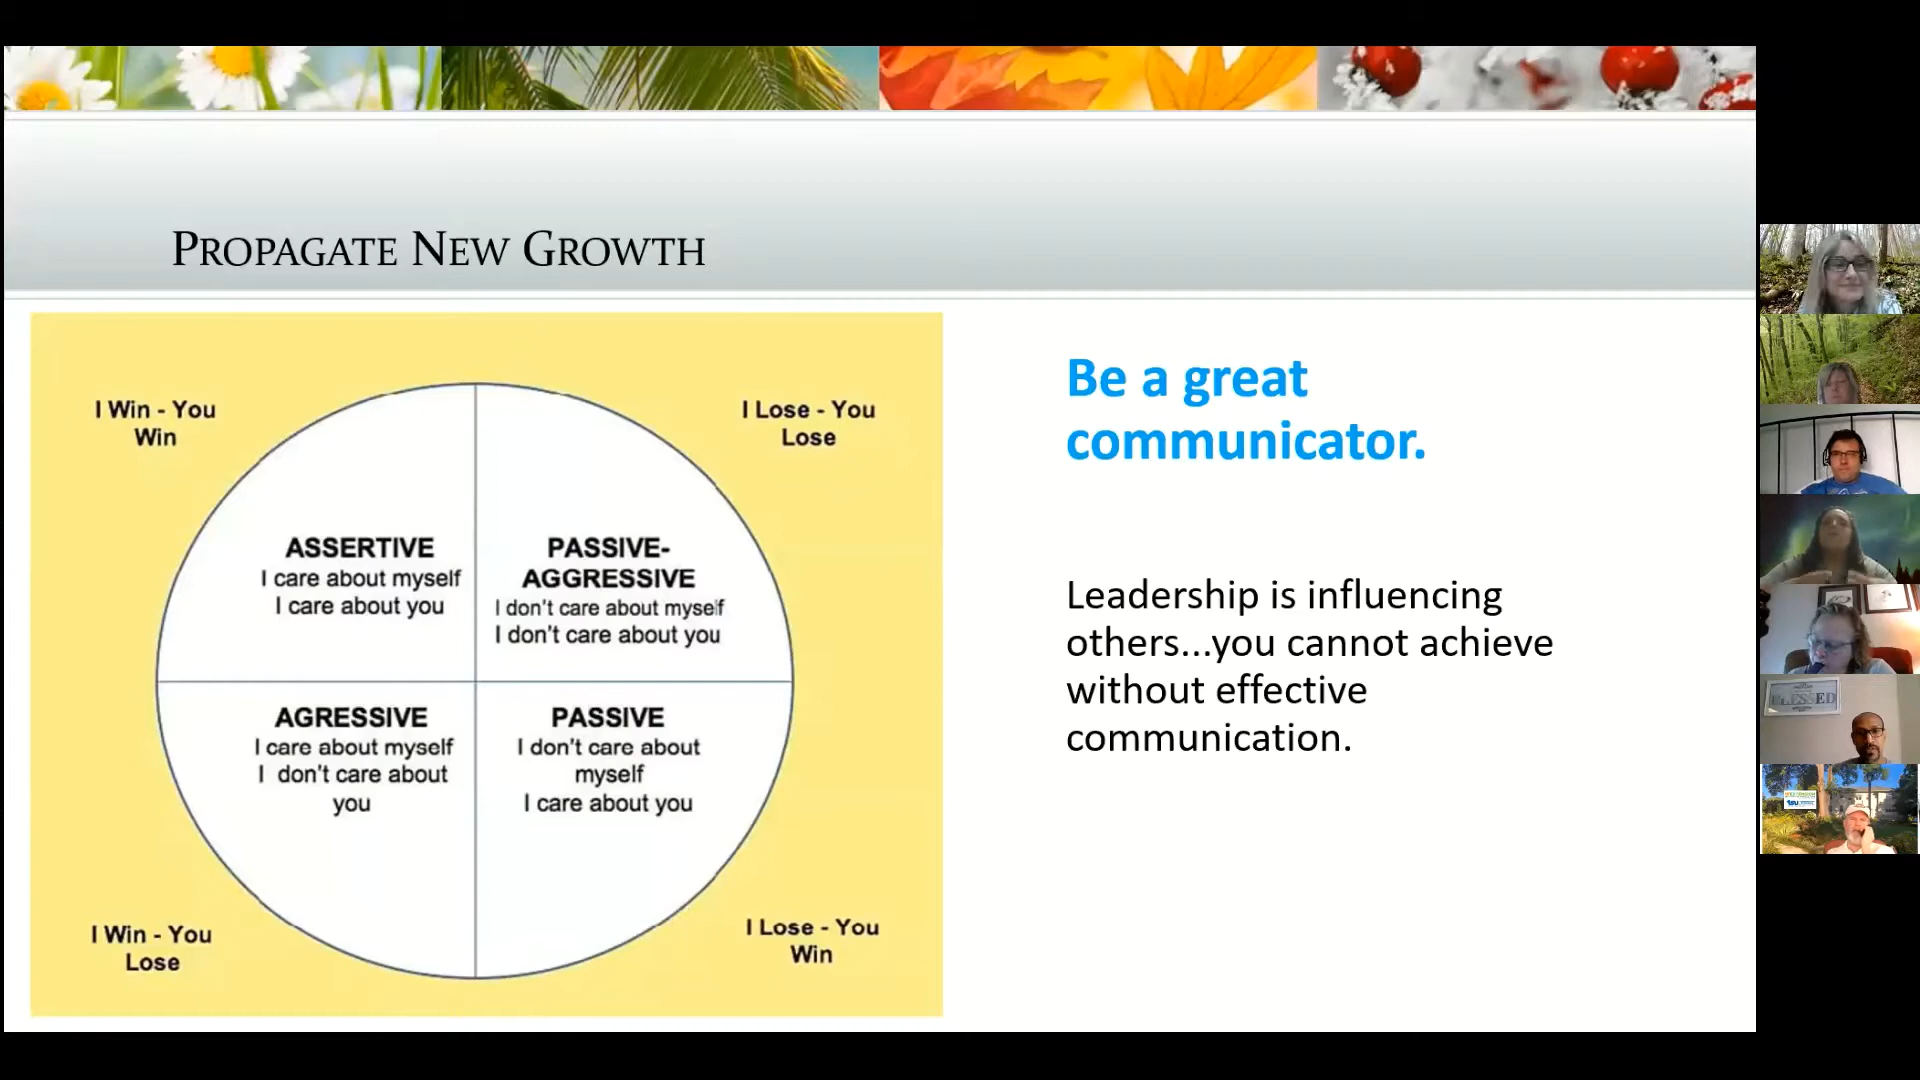 PROPAGATE NEW GROWTH
I Win - You
Win
I Lose - You
Lose
ASSERTIVE
I care about myself
I care about you
PASSIVE-
AGGRESSIVE
I don't care about myself
I don't care about you
AGRESSIVE
I care about myself
I don't care about
you
PASSIVE
I don't care about
myself
I care about you
I Win - You
Lose
I Lose - You
Win
Be a great
communicator.
Leadership is influencing
others...you cannot achieve
without effective
communication.
BLESSED
tsu